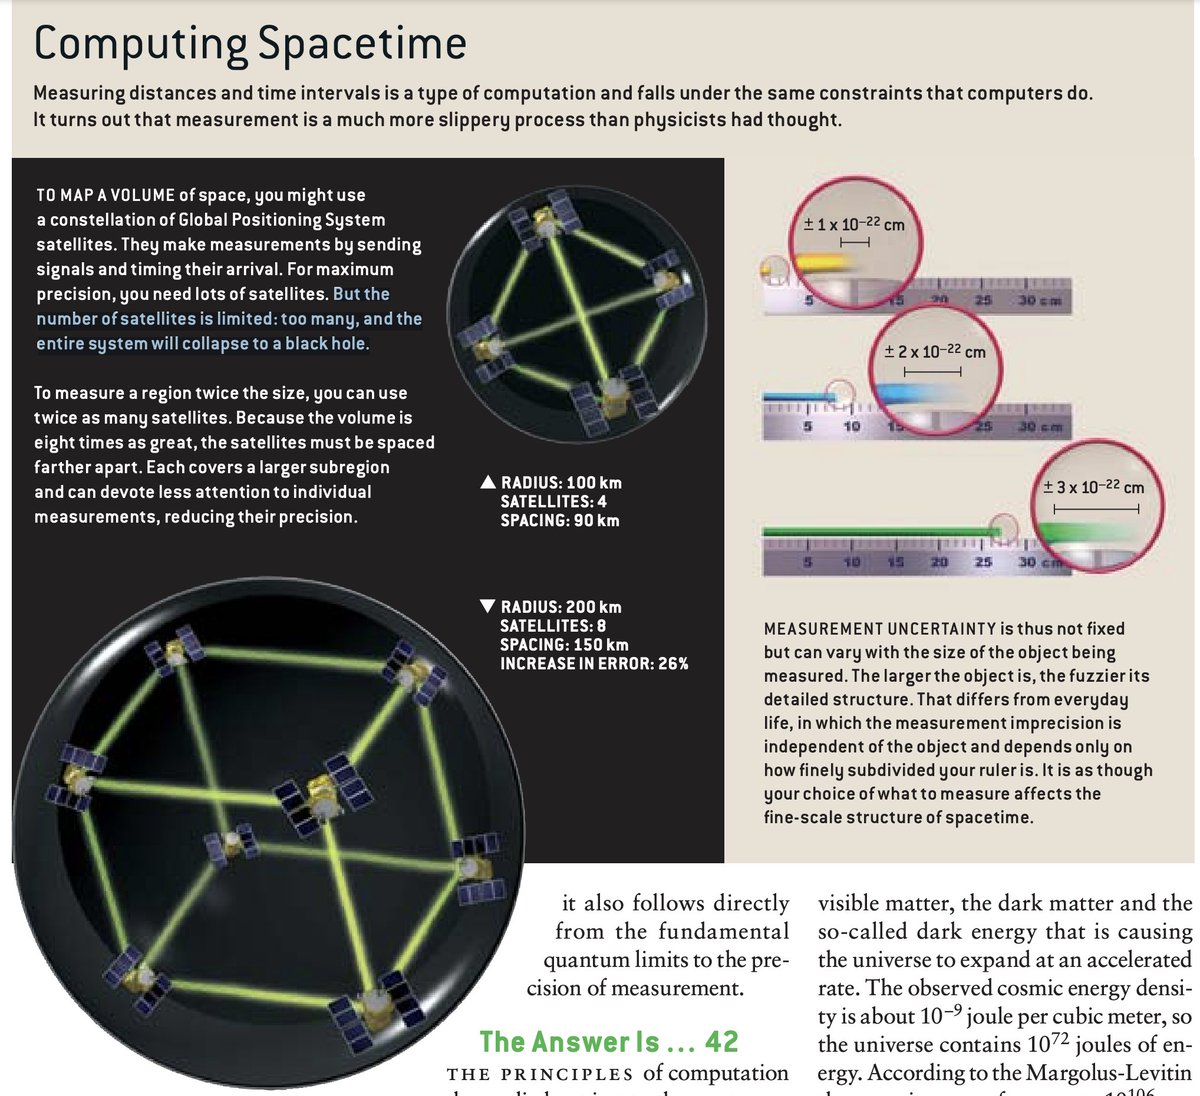 Computing Spacetime
Measuring distances and time intervals is a type of computation and falls under the same constraints that computers do.
It turns out that measurement is a much more slippery process than physicists had thought.
TO MAP A VOLUME of space, you might use
a constellation of Global Positioning System
satellites. They make measurements by sending
signals and timing their arrival. For maximum
precision, you need lots of satellites. But the
number of satellites is limited: too many, and the
entire system will collapse to a black hole.
To measure a region twice the size, you can use
twice as many satellites. Because the volume is
eight times as great, the satellites must be spaced
farther apart. Each covers a larger subregion
and can devote less attention to individual
measurements, reducing their precision.
▲ RADIUS: 100 km
SATELLITES: 4
SPACING: 90 km
▼ RADIUS: 200 km
SATELLITES: 8
SPACING: 150 km
INCREASE IN ERROR: 26%
± 1 x 10⁻²² cm
5 15 20 25 30 cm
± 2 x 10⁻²² cm
5 10 15 25 30 cm
± 3 x 10⁻²² cm
5 10 15 20 25 30 cm
MEASUREMENT UNCERTAINTY is thus not fixed
but can vary with the size of the object being
measured. The larger the object is, the fuzzier its
detailed structure. That differs from everyday
life, in which the measurement imprecision is
independent of the object and depends only on
how finely subdivided your ruler is. It is as though
your choice of what to measure affects the
fine-scale structure of spacetime.
it also follows directly
from the fundamental
quantum limits to the pre-
cision of measurement.
The Answer Is ... 42
THE PRINCIPLES of computation
visible matter, the dark matter and the
so-called dark energy that is causing
the universe to expand at an accelerated
rate. The observed cosmic energy densi-
ty is about 10⁻⁹ joule per cubic meter, so
the universe contains 10⁷² joules of en-
ergy. According to the Margolus-Levitin